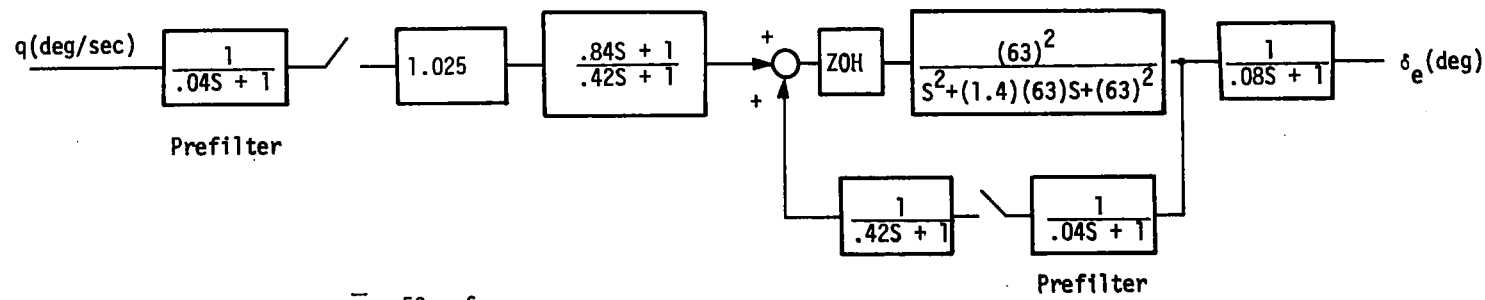 q(deg/sec)
1
.04S + 1
Prefilter
1.025
.84S + 1
.42S + 1
+
+
ZOH
(63)²
S²+(1.4)(63)S+(63)²
1
.08S + 1
δₑ(deg)
1
.42S + 1
1
.04S + 1
Prefilter